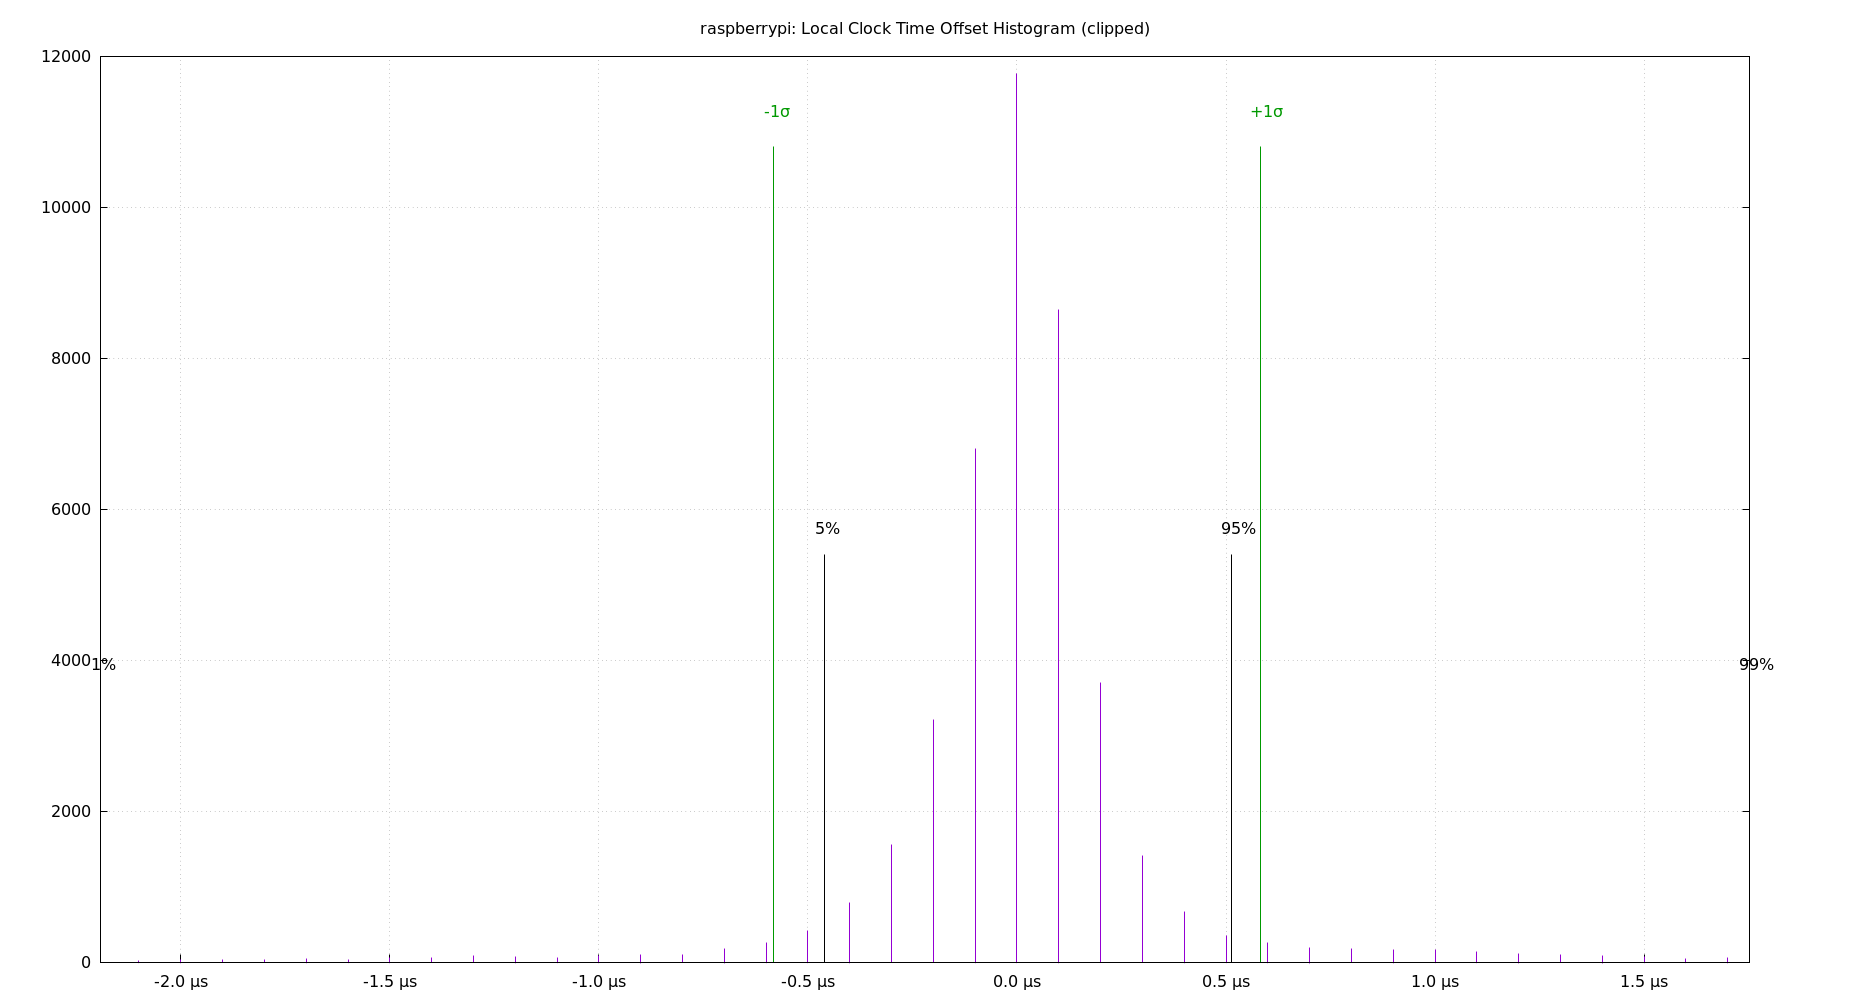 raspberrypi: Local Clock Time Offset Histogram (clipped)
12000
-1σ +1σ
10000
8000
6000
5% 95%
4000 1% 99%
2000
0
-2.0 µs -1.5 µs -1.0 µs -0.5 µs 0.0 µs 0.5 µs 1.0 µs 1.5 µs